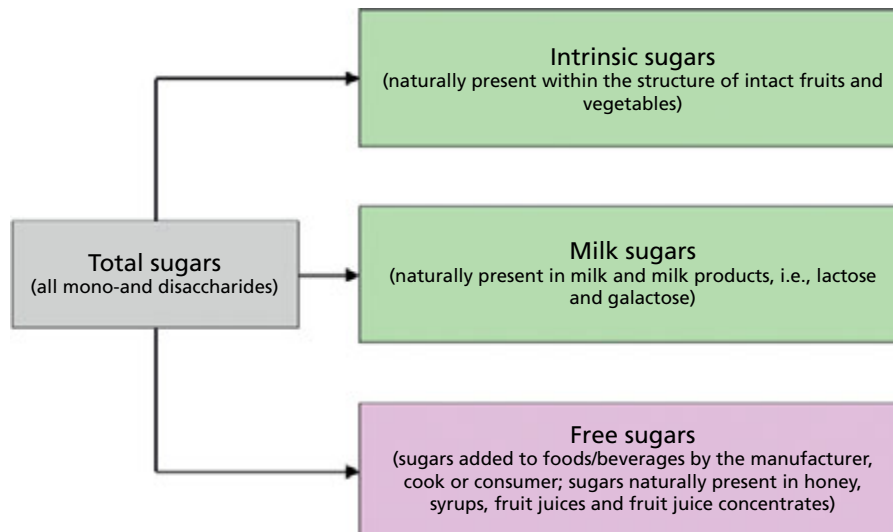 Intrinsic sugars
(naturally present within the structure of intact fruits and
vegetables)
Total sugars
(all mono-and disaccharides)
Milk sugars
(naturally present in milk and milk products, i.e., lactose
and galactose)
Free sugars
(sugars added to foods/beverages by the manufacturer,
cook or consumer; sugars naturally present in honey,
syrups, fruit juices and fruit juice concentrates)